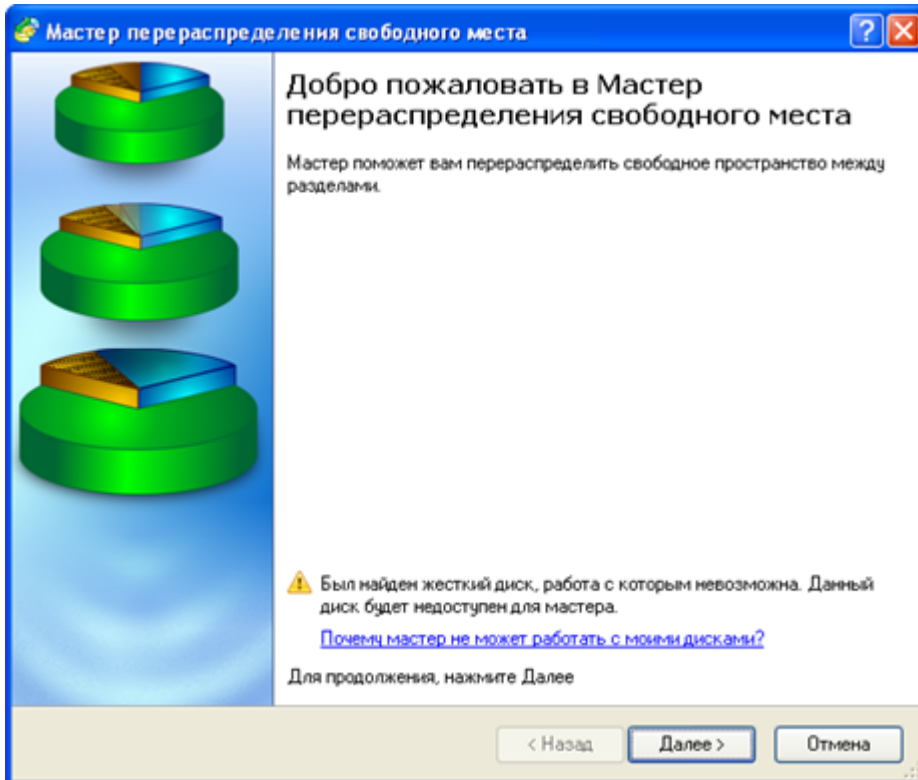 Мастер перераспределения свободного места
Добро пожаловать в Мастер
перераспределения свободного места
Мастер поможет вам перераспределить свободное пространство между
разделами.
Был найден жесткий диск, работа с которым невозможна. Данный
диск будет недоступен для мастера.
Почему мастер не может работать с моими дисками?
Для продолжения, нажмите Далее
< Назад
Далее >
Отмена